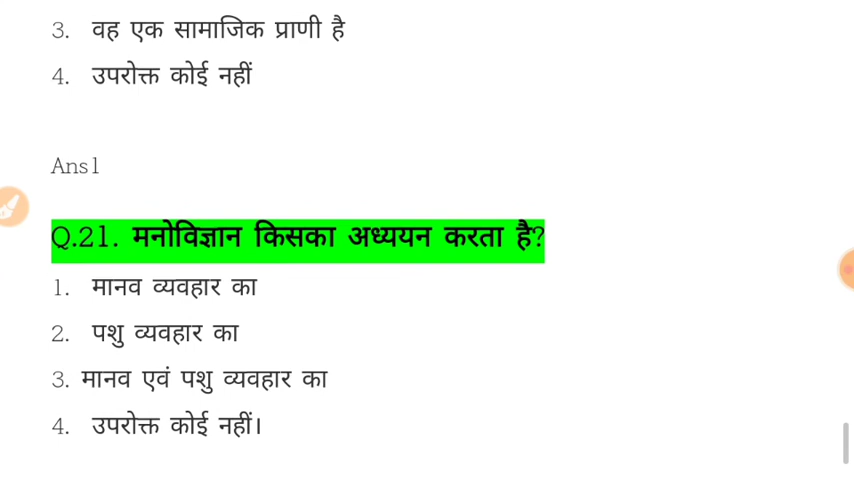 3. वह एक सामाजिक प्राणी है
4. उपरोक्त कोई नहीं
Ans1
Q.21. मनोविज्ञान किसका अध्ययन करता है?
1. मानव व्यवहार का
2. पशु व्यवहार का
3. मानव एवं पशु व्यवहार का
4. उपरोक्त कोई नहीं।